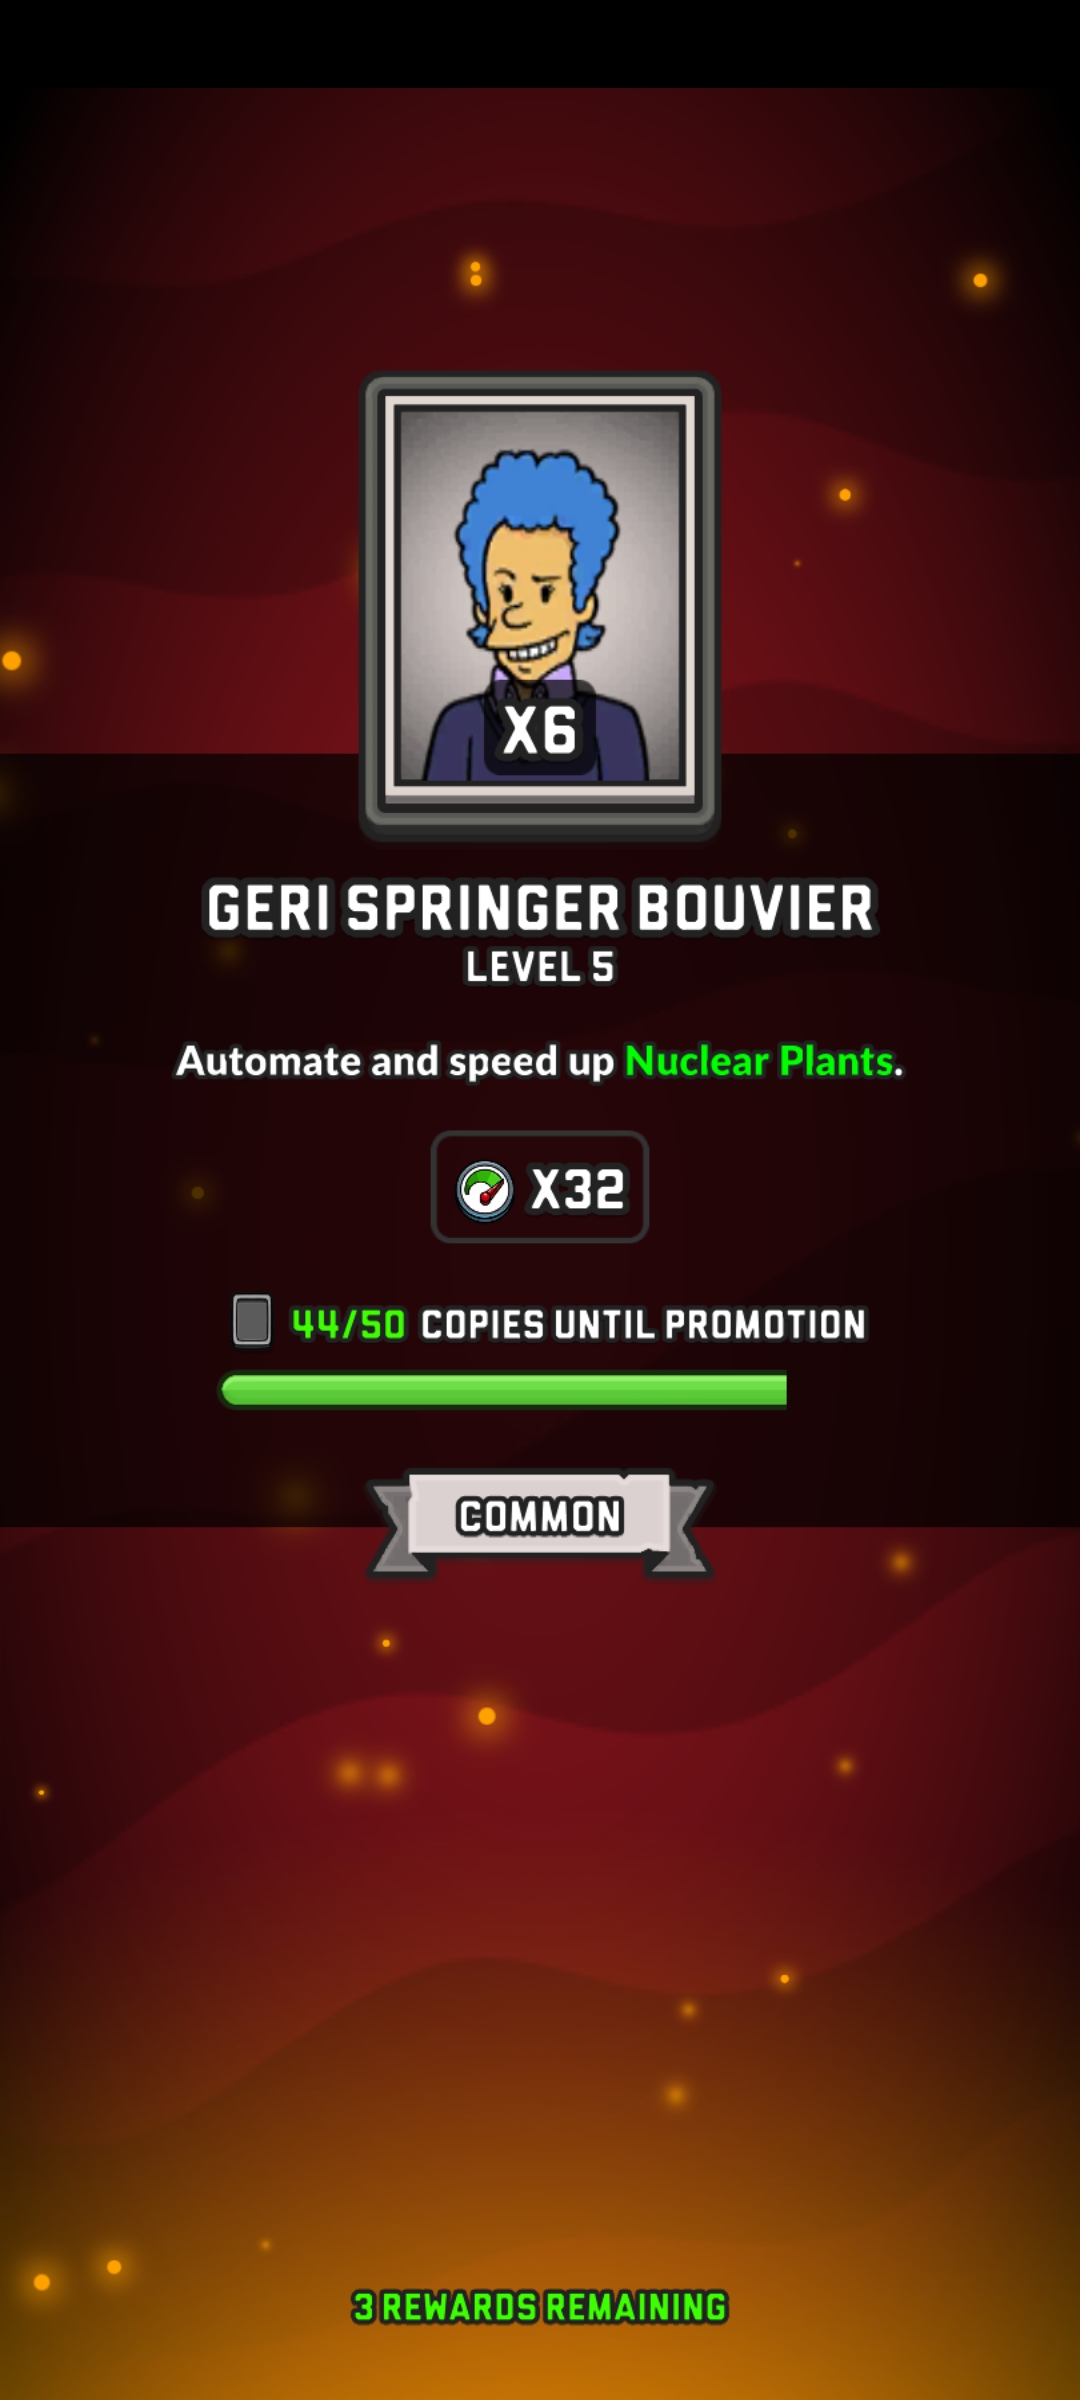 X6
GERI SPRINGER BOUVIER
LEVEL 5
Automate and speed up Nuclear Plants.
X32
44/50 COPIES UNTIL PROMOTION
COMMON
3 REWARDS REMAINING